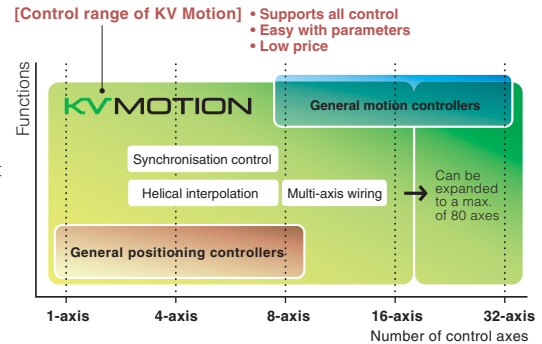 [Control range of KV Motion]
• Supports all control
• Easy with parameters
• Low price
Functions
KVMOTION
General motion controllers
Synchronisation control
Helical interpolation
Multi-axis wiring
Can be
expanded
to a max.
of 80 axes
General positioning controllers
1-axis
4-axis
8-axis
16-axis
32-axis
Number of control axes